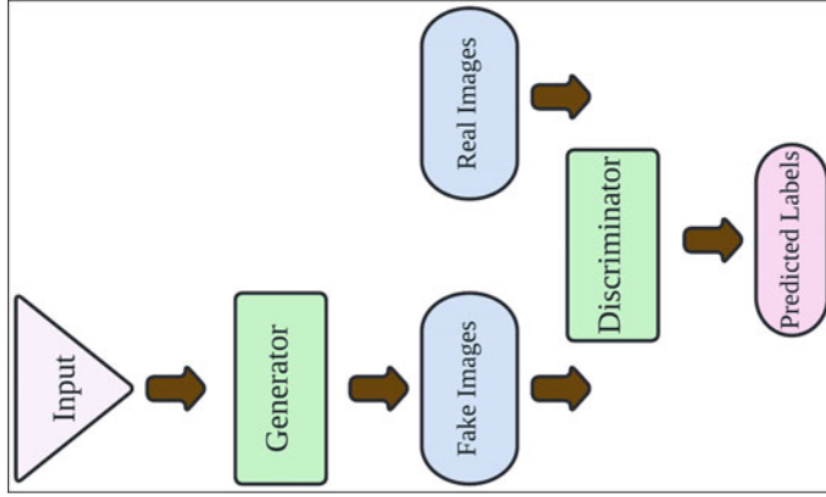 Input
Generator
Fake Images
Real Images
Discriminator
Predicted Labels